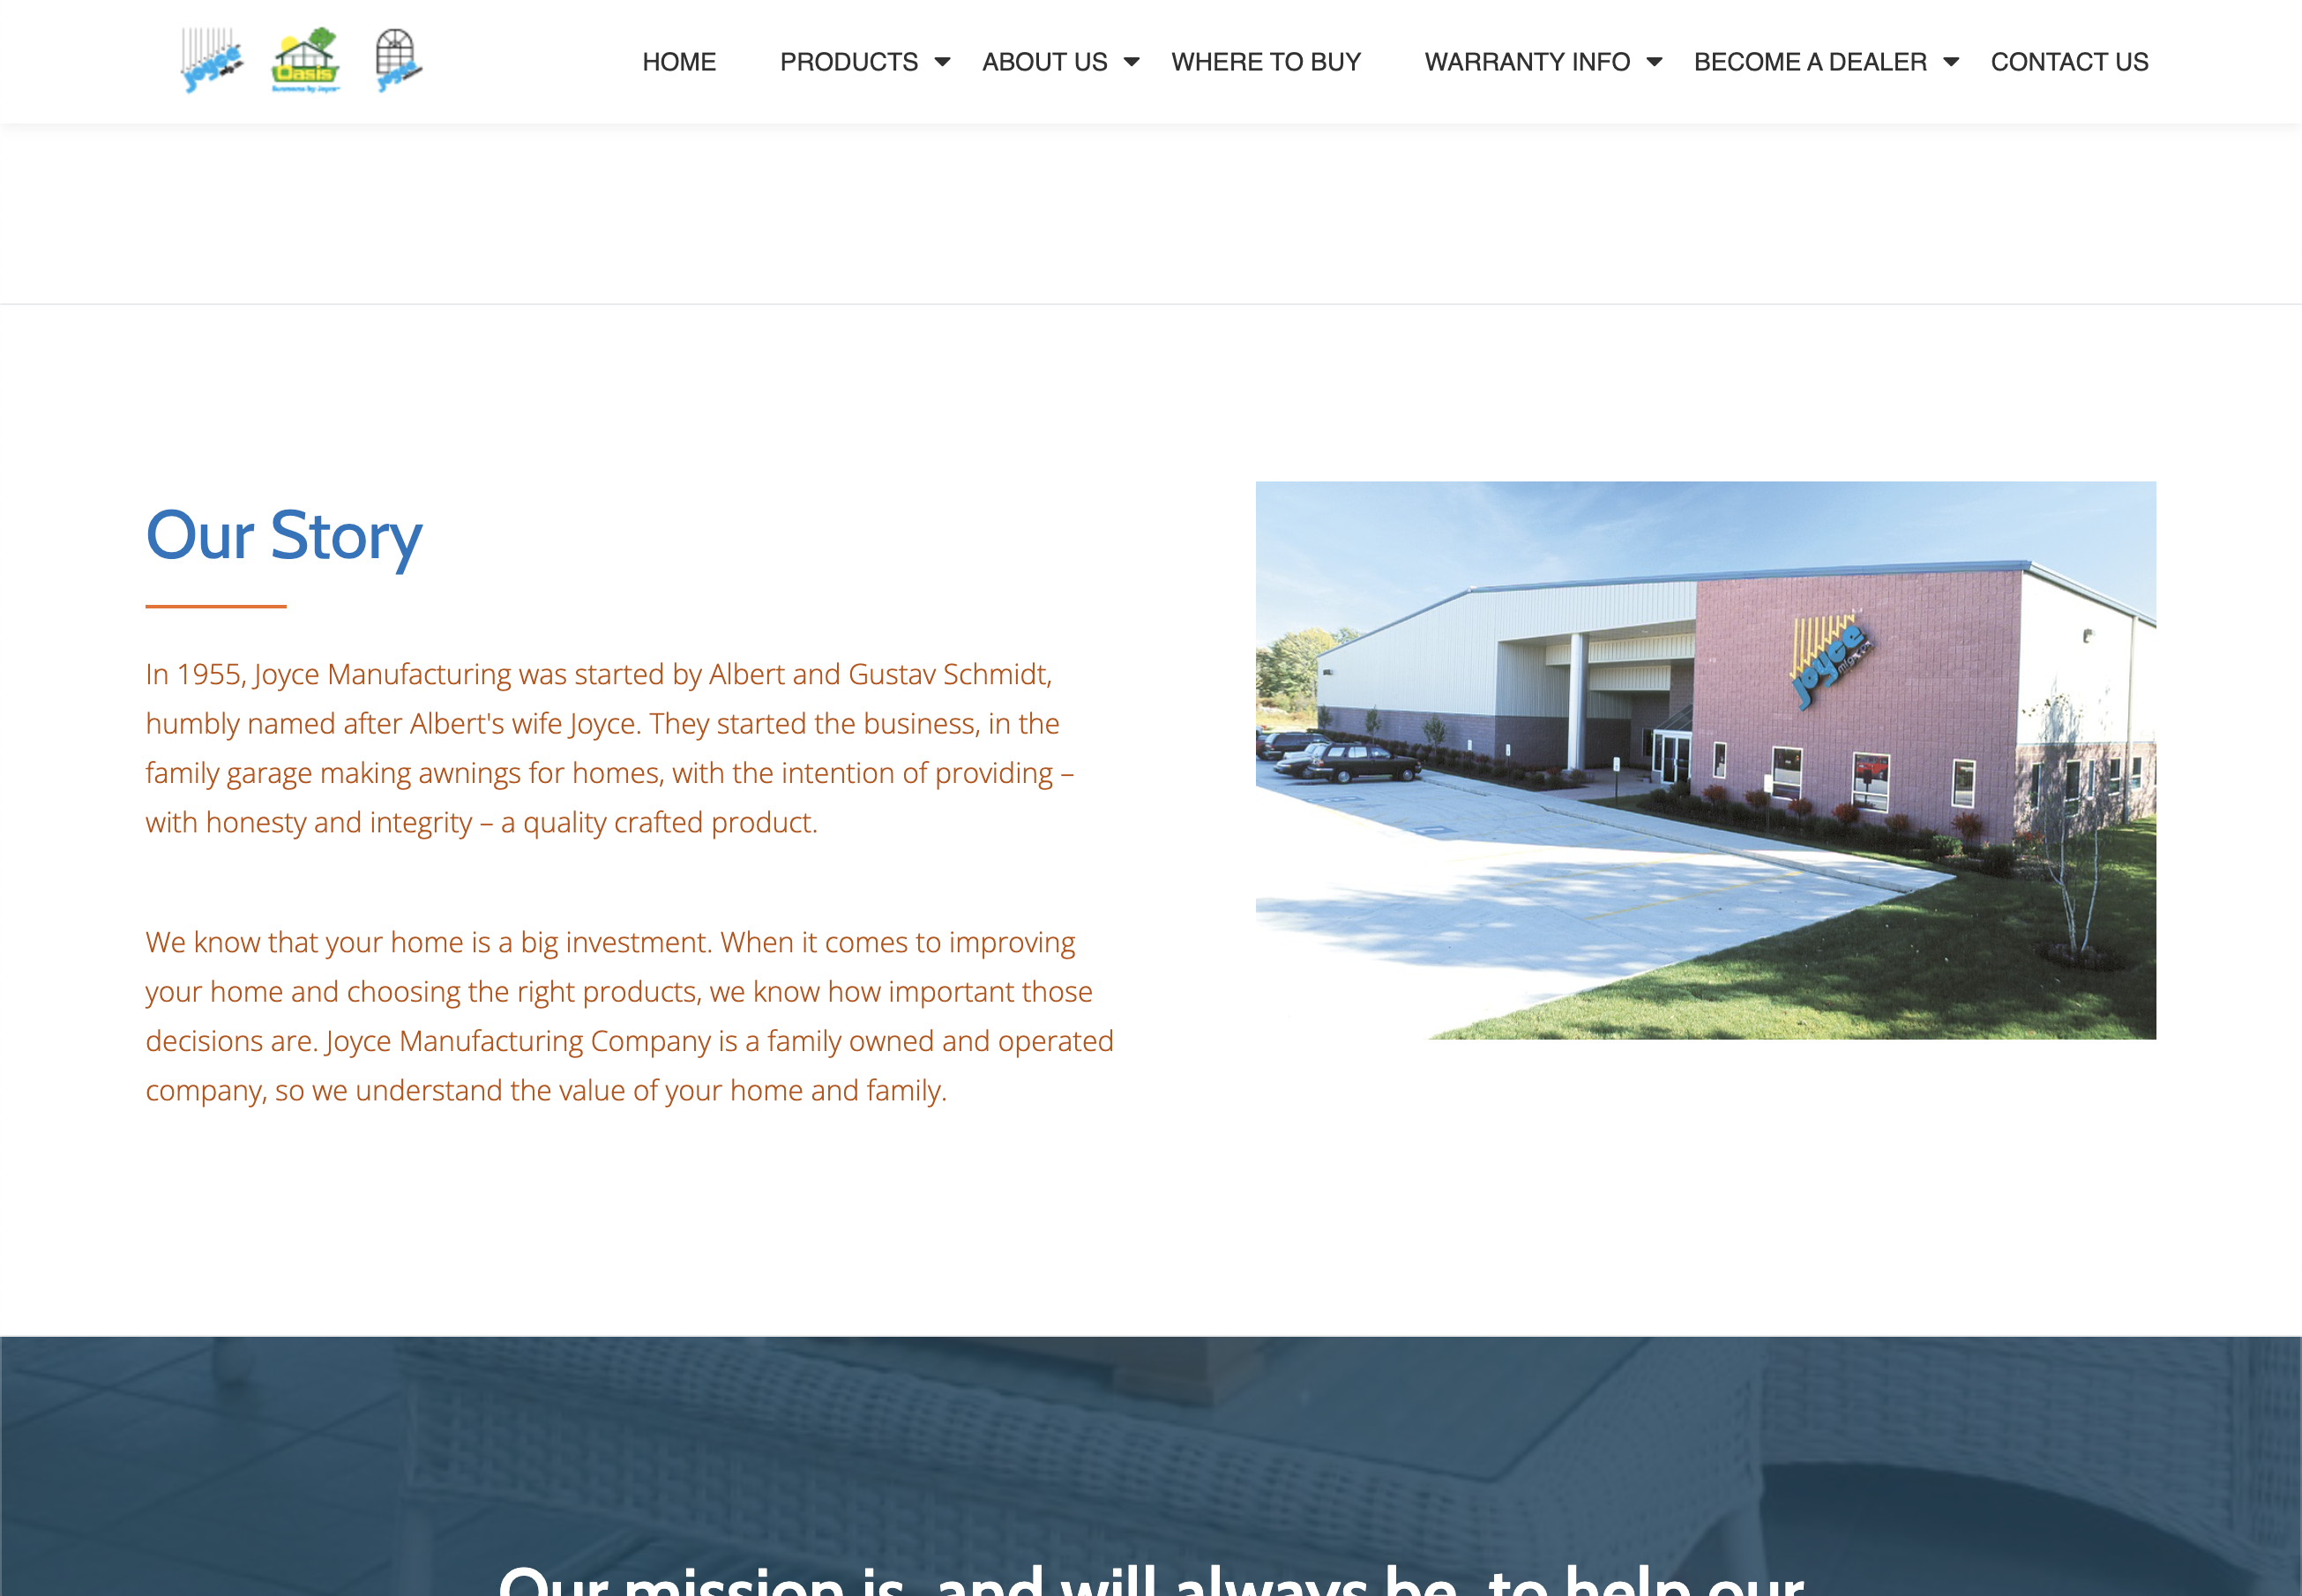 Joyce
Oasis
Sunrooms by Joyce
Joyce
HOME PRODUCTS ABOUT US WHERE TO BUY WARRANTY INFO BECOME A DEALER CONTACT US
Our Story
In 1955, Joyce Manufacturing was started by Albert and Gustav Schmidt,
humbly named after Albert's wife Joyce. They started the business, in the
family garage making awnings for homes, with the intention of providing –
with honesty and integrity – a quality crafted product.
We know that your home is a big investment. When it comes to improving
your home and choosing the right products, we know how important those
decisions are. Joyce Manufacturing Company is a family owned and operated
company, so we understand the value of your home and family.
joyce
mfg. co.
Our mission is, and will always be, to help our